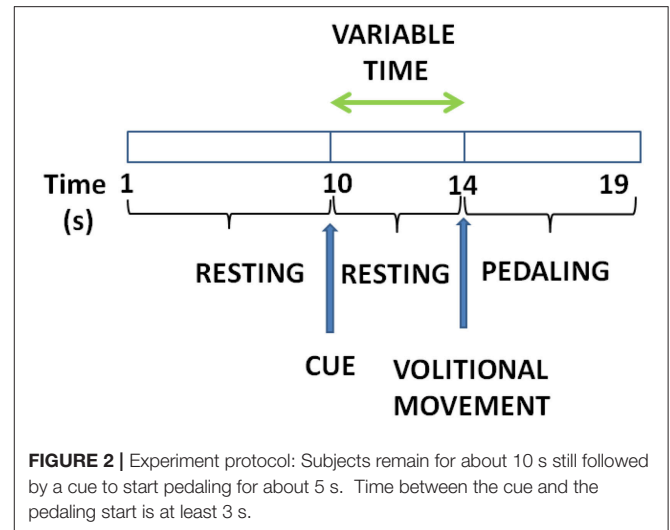 VARIABLE
TIME
Time 1 10 14 19
(s)
RESTING RESTING PEDALING
CUE VOLITIONAL
MOVEMENT
FIGURE 2 | Experiment protocol: Subjects remain for about 10 s still followed
by a cue to start pedaling for about 5 s. Time between the cue and the
pedaling start is at least 3 s.